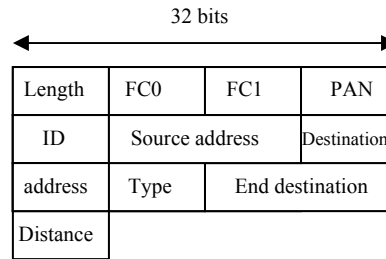 32 bits
Length FC0 FC1 PAN
ID Source address Destination
address Type End destination
Distance